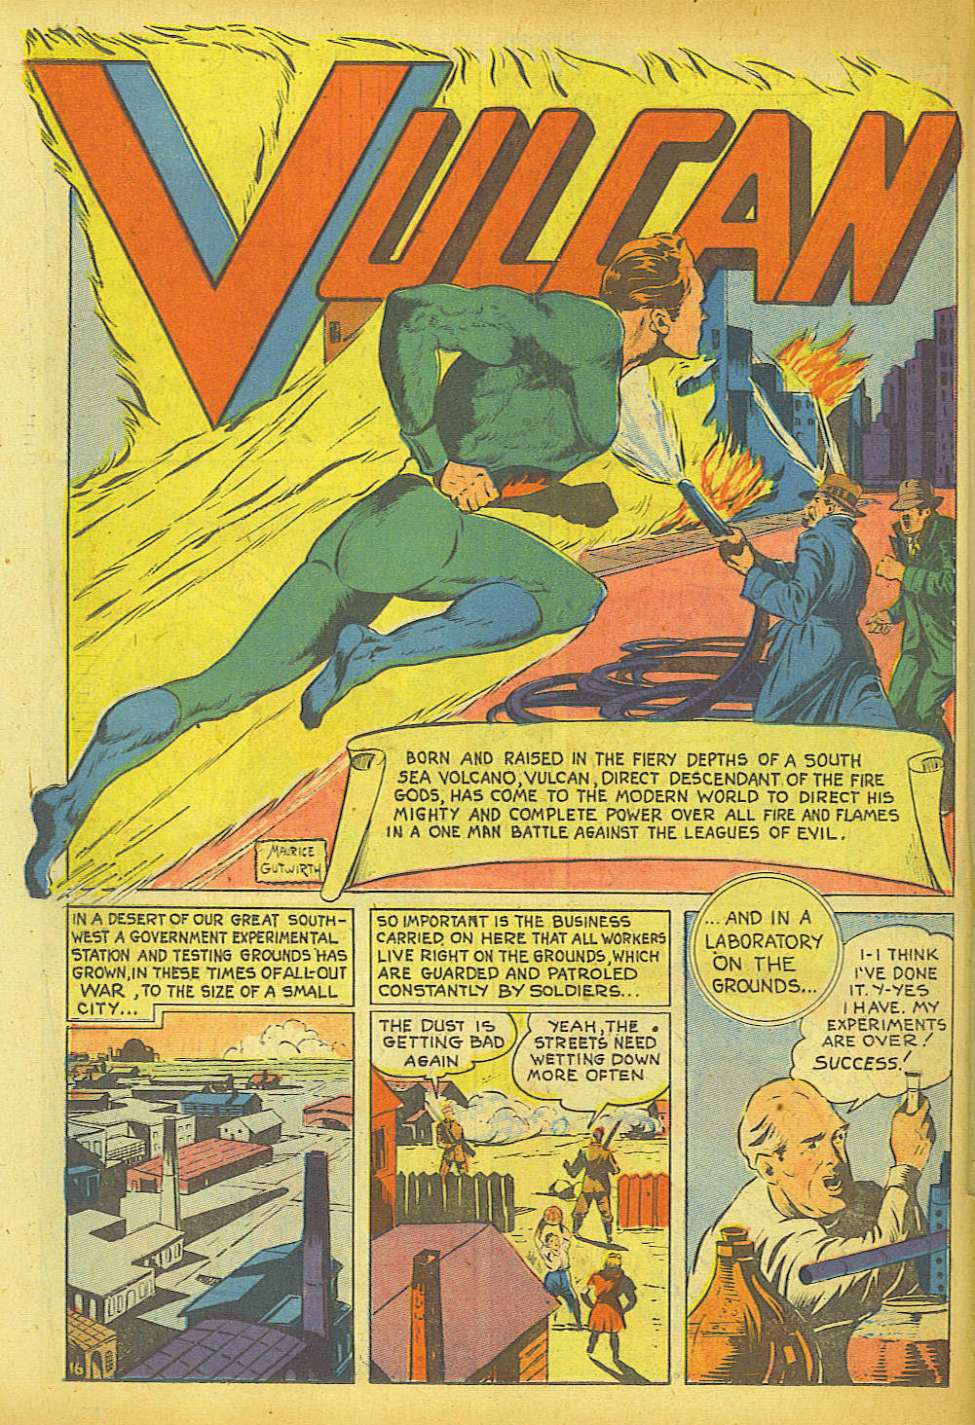 VULCAN
BORN AND RAISED IN THE FIERY DEPTHS OF A SOUTH
SEA VOLCANO, VULCAN, DIRECT DESCENDANT OF THE FIRE
GODS, HAS COME TO THE MODERN WORLD TO DIRECT HIS
MIGHTY AND COMPLETE POWER OVER ALL FIRE AND FLAMES
IN A ONE MAN BATTLE AGAINST THE LEAGUES OF EVIL.
MAURICE
GUTWIRTH
IN A DESERT OF OUR GREAT SOUTH-
WEST A GOVERNMENT EXPERIMENTAL
STATION AND TESTING GROUNDS HAS
GROWN, IN THESE TIMES OF ALL-OUT
WAR, TO THE SIZE OF A SMALL
CITY...
16
SO IMPORTANT IS THE BUSINESS
CARRIED ON HERE THAT ALL WORKERS
LIVE RIGHT ON THE GROUNDS, WHICH
ARE GUARDED AND PATROLED
CONSTANTLY BY SOLDIERS...
THE DUST IS
GETTING BAD
AGAIN
YEAH, THE
STREETS NEED
WETTING DOWN
MORE OFTEN
...AND IN A
LABORATORY
ON THE
GROUNDS...
I-I THINK
I'VE DONE
IT. Y-YES
I HAVE. MY
EXPERIMENTS
ARE OVER!
SUCCESS!